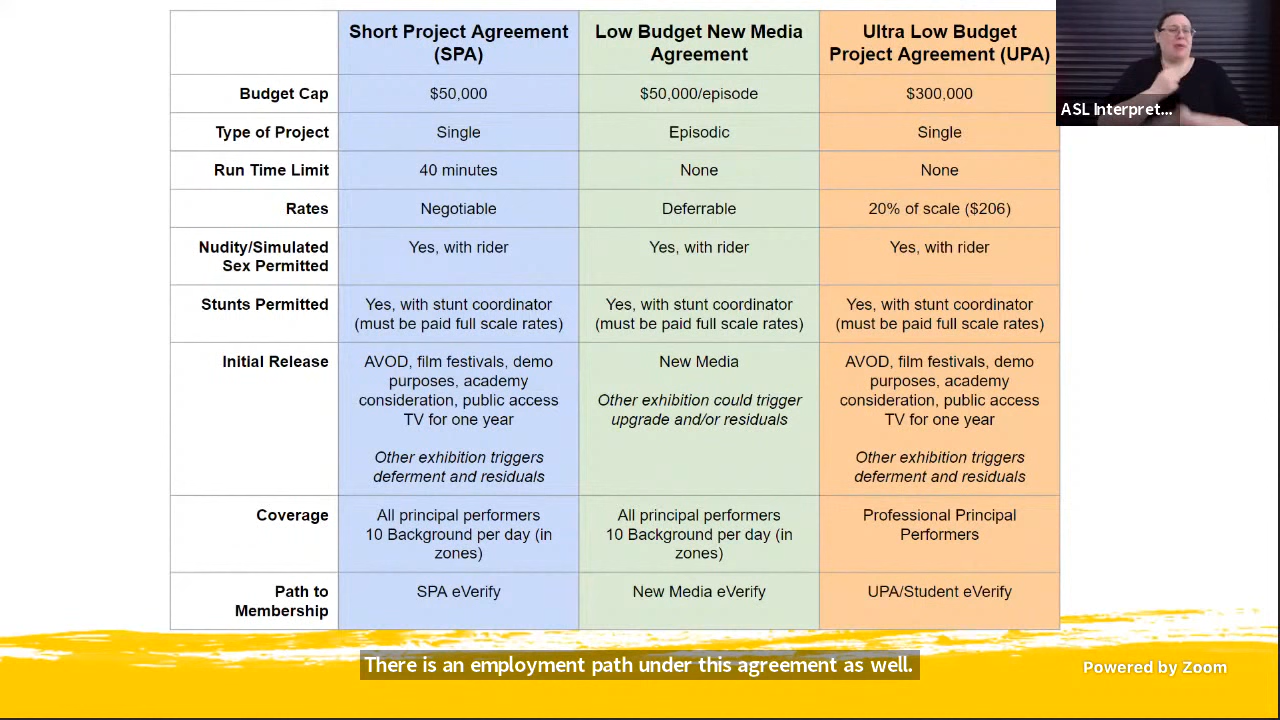 Short Project Agreement
(SPA)
Low Budget New Media
Agreement
Ultra Low Budget
Project Agreement (UPA)
Budget Cap
$50,000
$50,000/episode
$300,000
Type of Project
Single
Episodic
Single
Run Time Limit
40 minutes
None
None
Rates
Negotiable
Deferrable
20% of scale ($206)
Nudity/Simulated
Sex Permitted
Yes, with rider
Yes, with rider
Yes, with rider
Stunts Permitted
Yes, with stunt coordinator
(must be paid full scale rates)
Yes, with stunt coordinator
(must be paid full scale rates)
Yes, with stunt coordinator
(must be paid full scale rates)
Initial Release
AVOD, film festivals, demo
purposes, academy
consideration, public access
TV for one year
Other exhibition triggers
deferment and residuals
New Media
Other exhibition could trigger
upgrade and/or residuals
AVOD, film festivals, demo
purposes, academy
consideration, public access
TV for one year
Other exhibition triggers
deferment and residuals
Coverage
All principal performers
10 Background per day (in
zones)
All principal performers
10 Background per day (in
zones)
Professional Principal
Performers
Path to
Membership
SPA eVerify
New Media eVerify
UPA/Student eVerify
ASL Interpret...
There is an employment path under this agreement as well.
Powered by Zoom